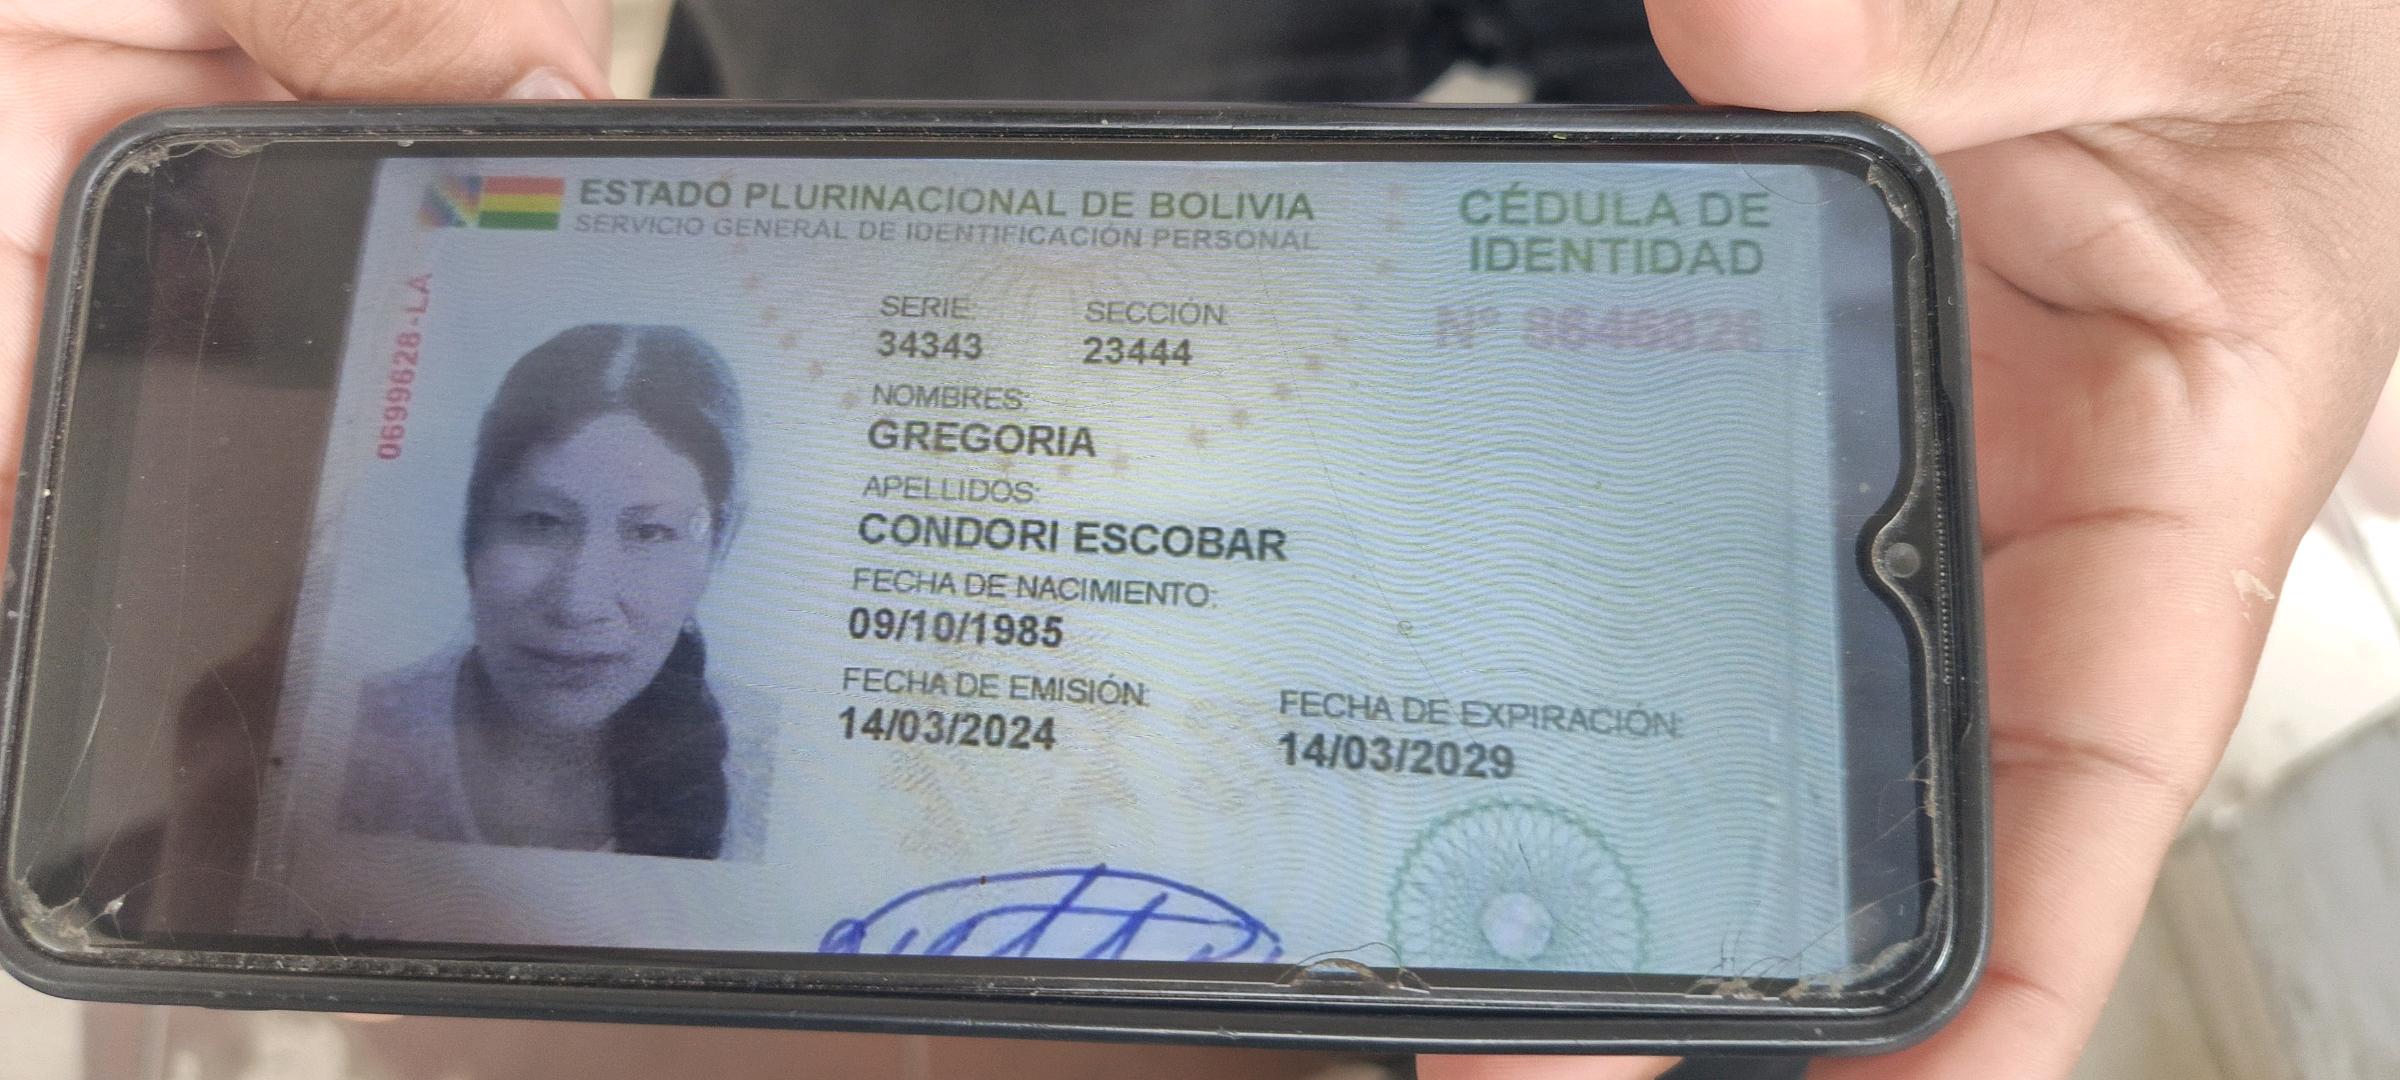 ESTADO PLURINACIONAL DE BOLIVIA
SERVICIO GENERAL DE IDENTIFICACIÓN PERSONAL
CÉDULA DE
IDENTIDAD
Nº
0699628-LA
SERIE: SECCIÓN:
34343 23444
NOMBRES:
GREGORIA
APELLIDOS:
CONDORI ESCOBAR
FECHA DE NACIMIENTO:
09/10/1985
FECHA DE EMISIÓN: FECHA DE EXPIRACIÓN:
14/03/2024 14/03/2029